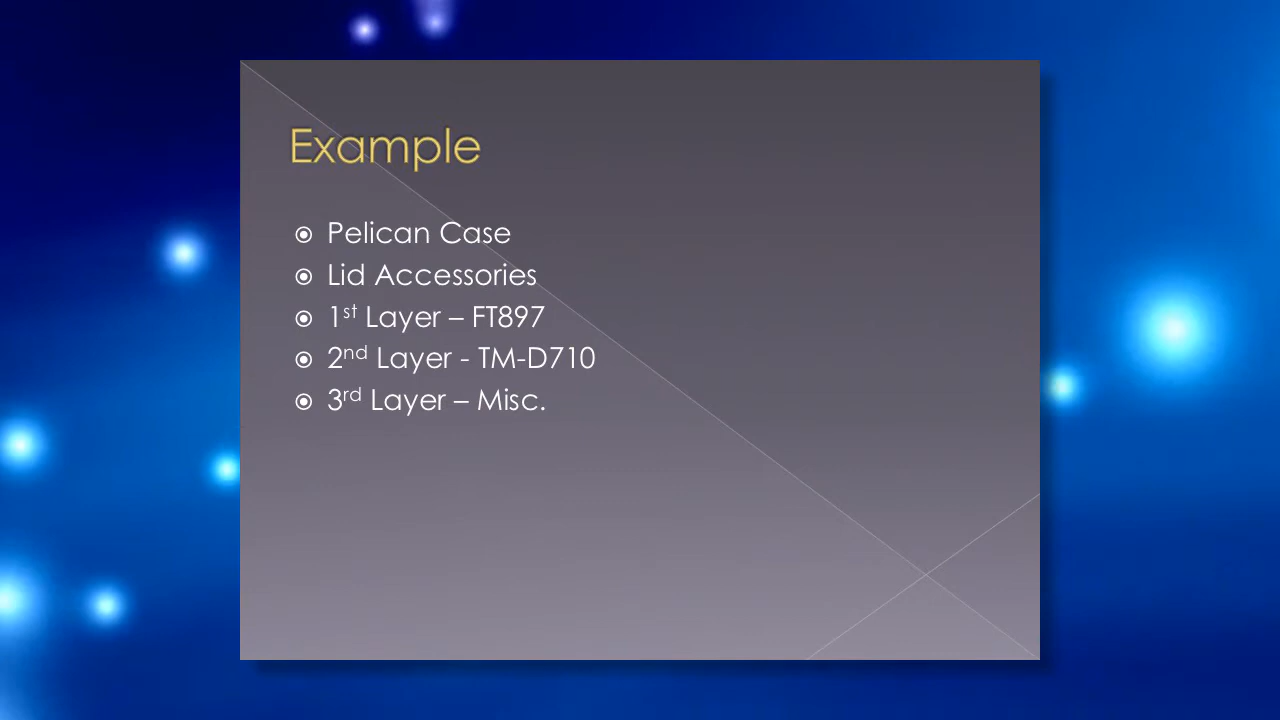 Example
Pelican Case
Lid Accessories
1st Layer – FT897
2nd Layer - TM-D710
3rd Layer – Misc.